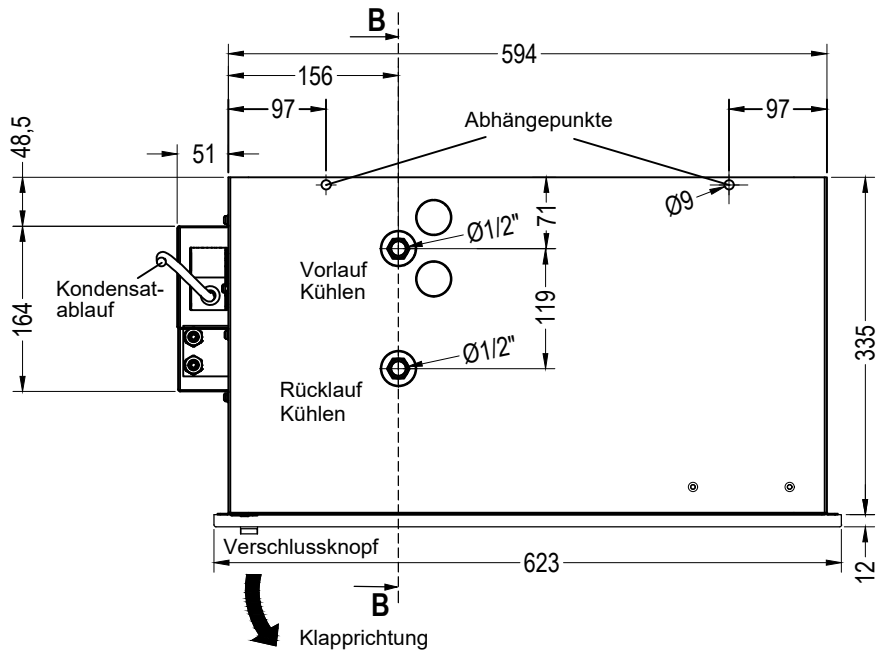 B
594
156
97
97
Abhängepunkte
48,5
51
Ø9
71
Ø1/2"
Vorlauf
Kühlen
Kondensat-
ablauf
164
119
335
Ø1/2"
Rücklauf
Kühlen
Verschlussknopf
623
12
B
Klapprichtung